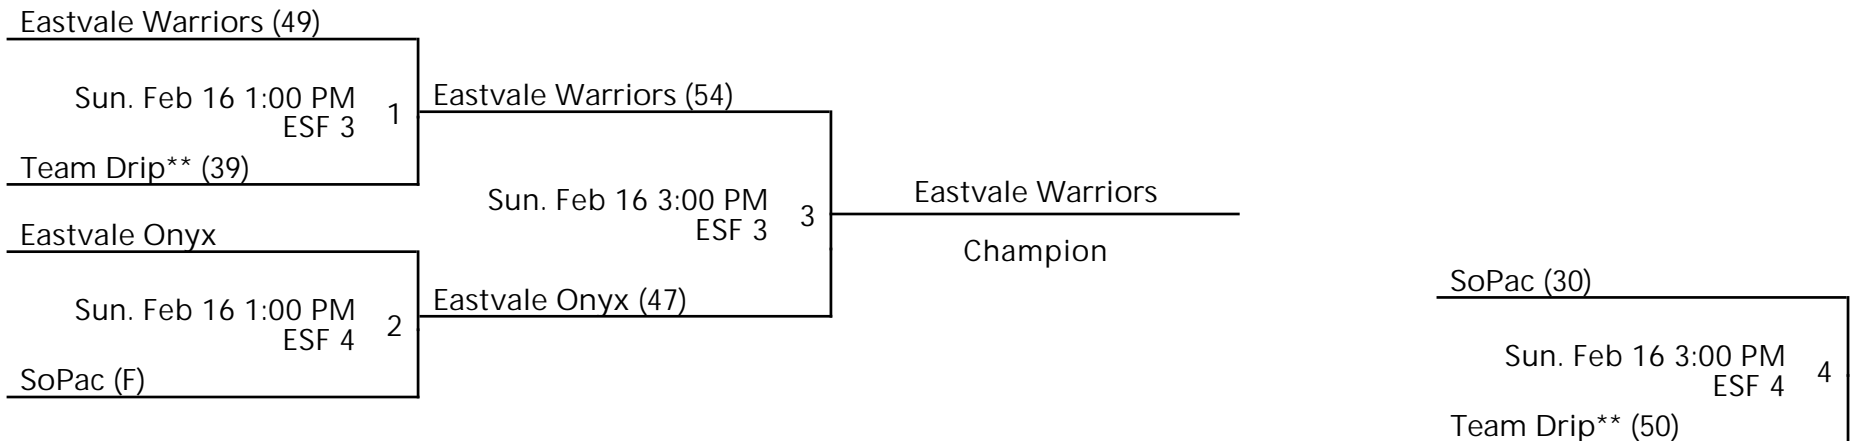 Eastvale Warriors (49)
Sun. Feb 16 1:00 PM
ESF 3
1
Team Drip** (39)
Eastvale Warriors (54)
Sun. Feb 16 3:00 PM
ESF 3
3
Eastvale Onyx
Sun. Feb 16 1:00 PM
ESF 4
2
SoPac (F)
Eastvale Onyx (47)
Eastvale Warriors
Champion
SoPac (30)
Sun. Feb 16 3:00 PM
ESF 4
4
Team Drip** (50)